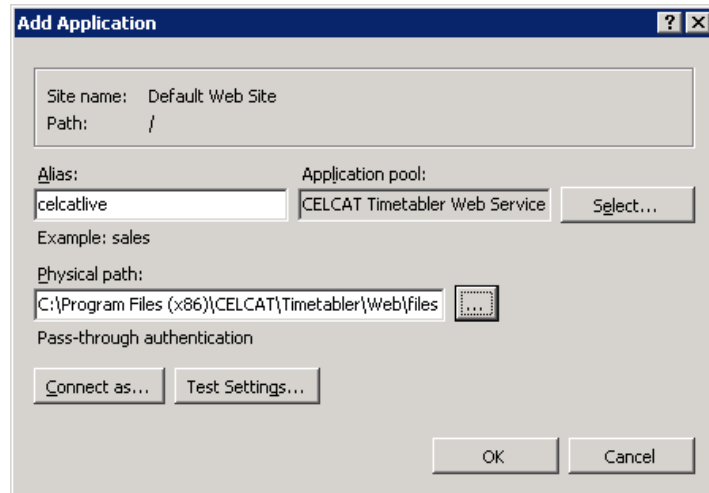 Add Application
Site name: Default Web Site
Path: /
Alias: Application pool:
celcatlive CELCAT Timetabler Web Service Select...
Example: sales
Physical path:
C:\Program Files (x86)\CELCAT\Timetabler\Web\files ...
Pass-through authentication
Connect as... Test Settings...
OK Cancel